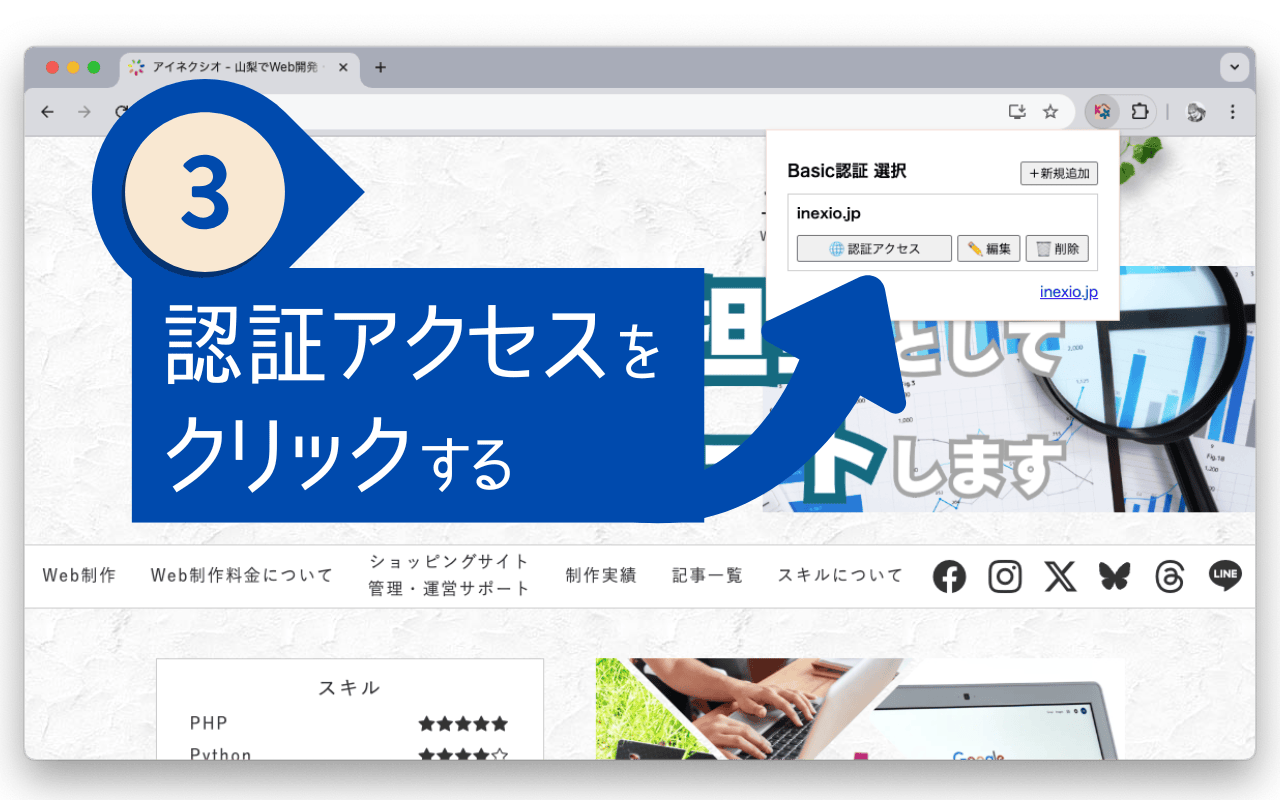 アイネクシオ - 山梨でWeb開発
3
認証アクセスを
クリックする
Basic認証 選択
＋新規追加
inexio.jp
認証アクセス
編集
削除
inexio.jp
担
として
します
Web制作
Web制作料金について
ショッピングサイト
管理・運営サポート
制作実績
記事一覧
スキルについて
LINE
スキル
PHP ★★★★★
Python ★★★★☆
Google